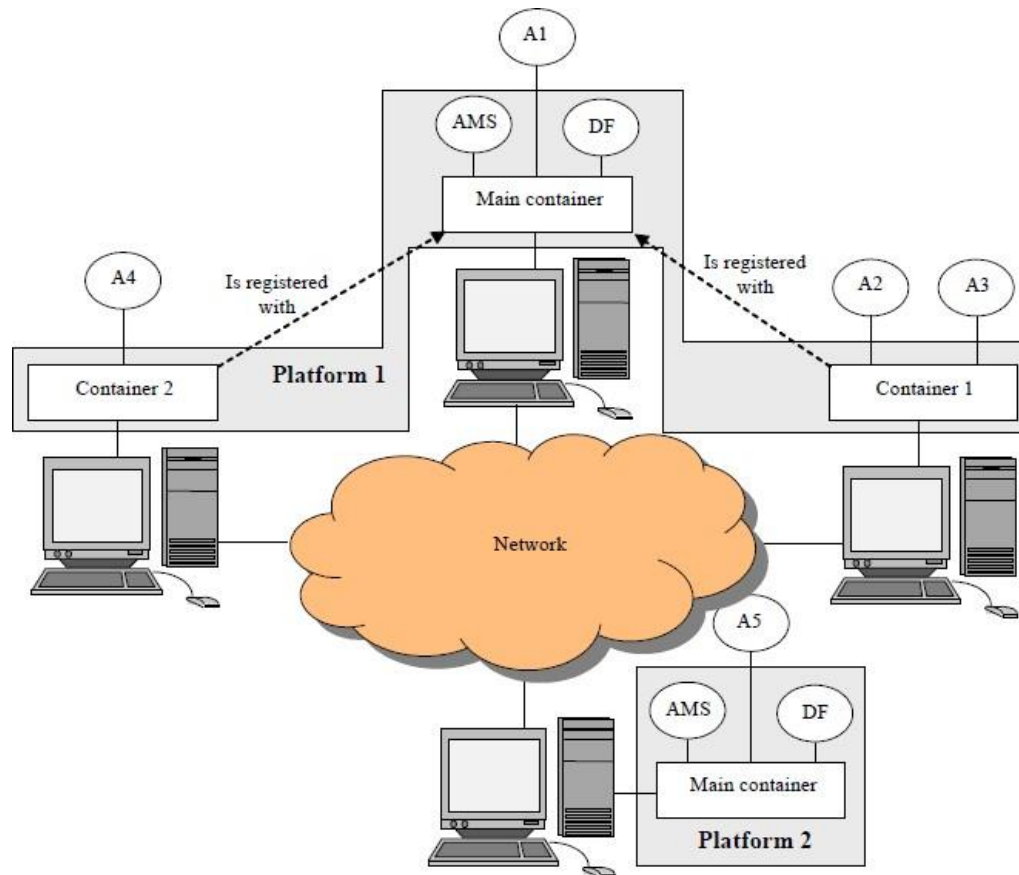 A1
AMS
DF
Main container
A4
Is registered
with
Is registered
with
A2
A3
Platform 1
Container 2
Container 1
Network
A5
AMS
DF
Main container
Platform 2